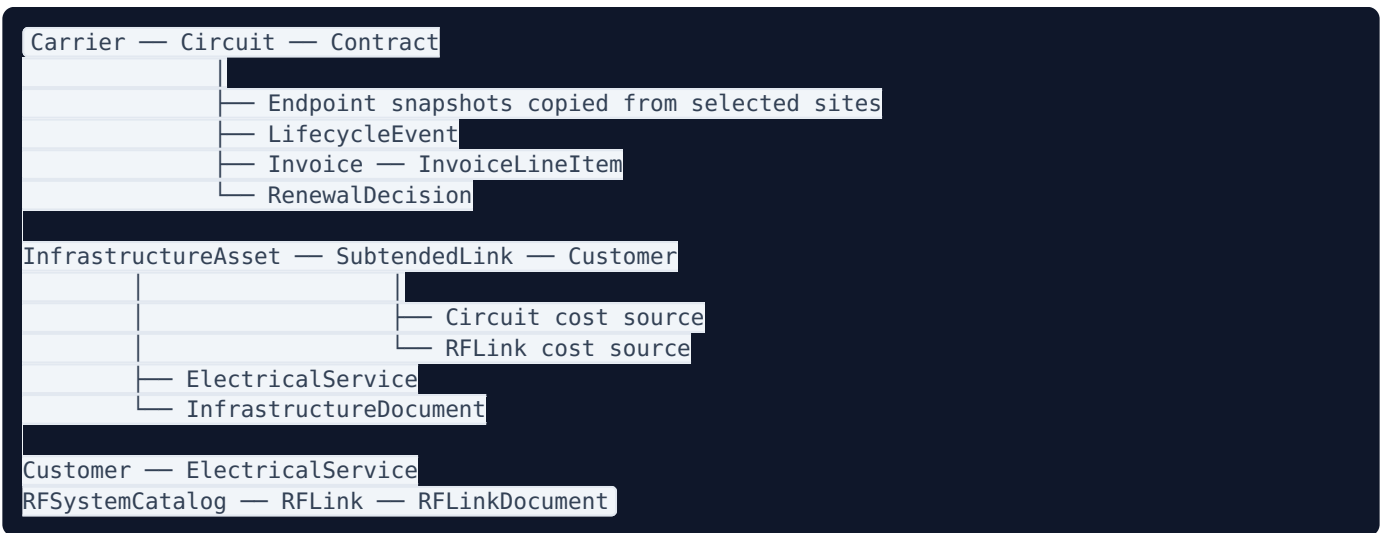 Carrier ── Circuit ── Contract
              │
              ├── Endpoint snapshots copied from selected sites
              ├── LifecycleEvent
              ├── Invoice ── InvoiceLineItem
              └── RenewalDecision

InfrastructureAsset ── SubtendedLink ── Customer
        │                  │
        │                  ├── Circuit cost source
        │                  └── RFLink cost source
        ├── ElectricalService
        └── InfrastructureDocument

Customer ── ElectricalService
RFSystemCatalog ── RFLink ── RFLinkDocument